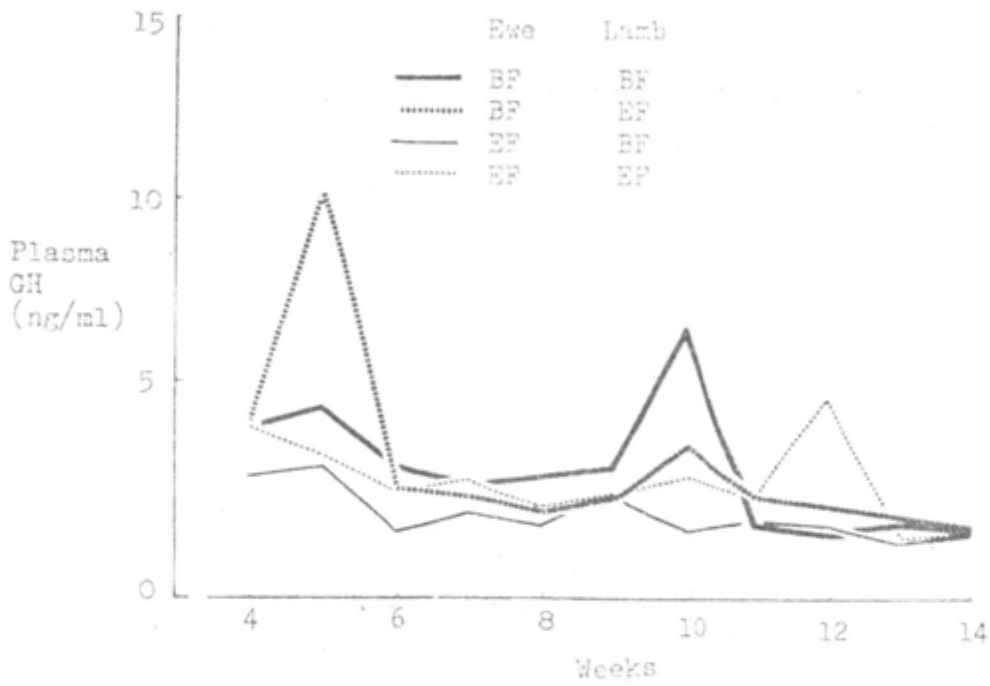 15
Ewe Lamb
BF BF
BF EF
EF BF
EF EF
10
Plasma
GH
(ng/ml)
5
0
4 6 8 10 12 14
Weeks